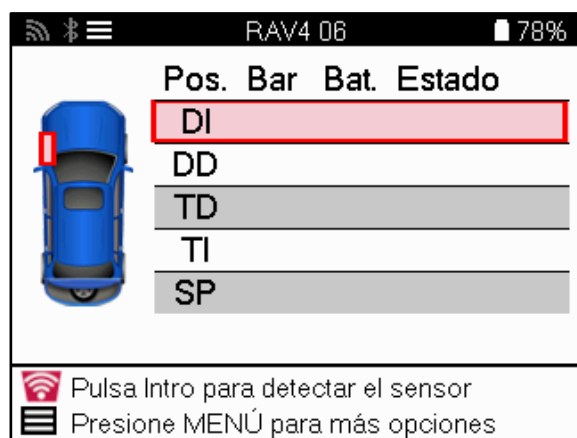 RAV4 06 78%
Pos. Bar Bat. Estado
DI
DD
TD
TI
SP
Pulsa Intro para detectar el sensor
Presione MENÚ para más opciones